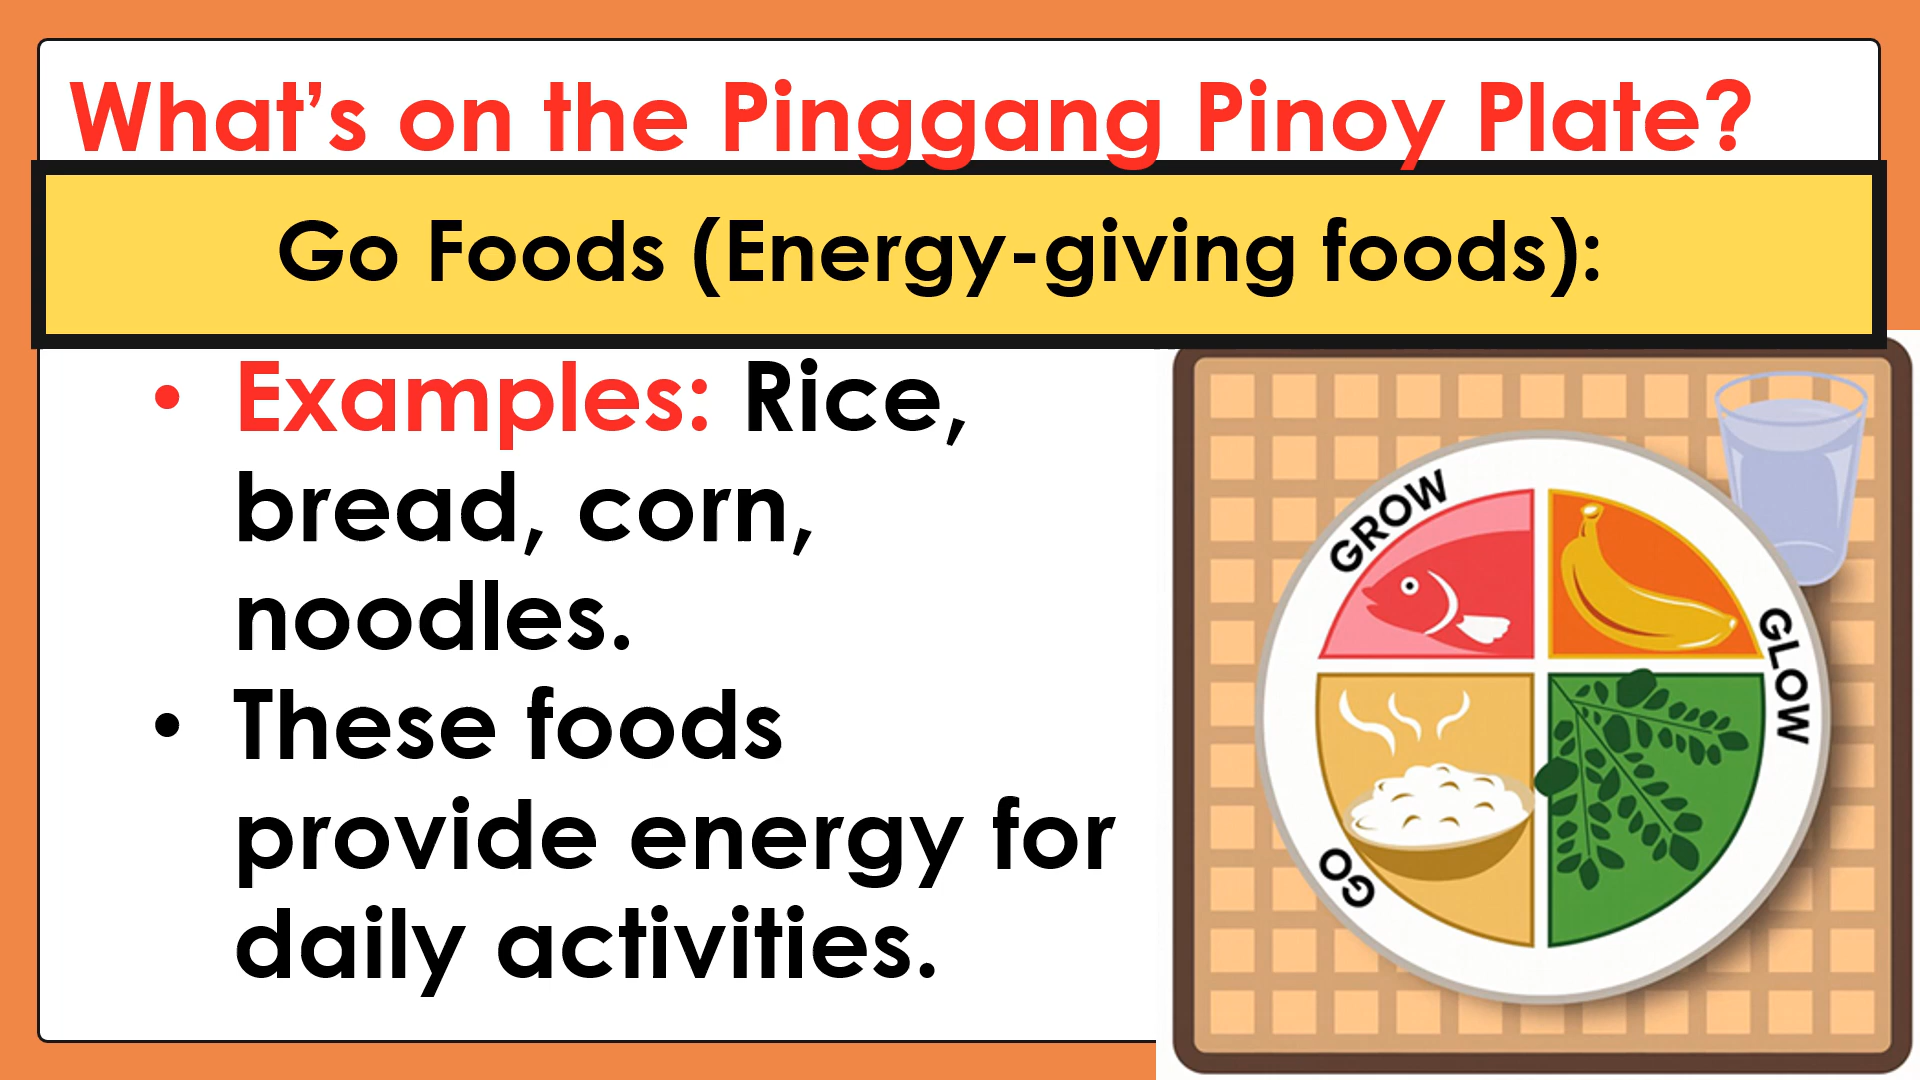 What’s on the Pinggang Pinoy Plate?
Go Foods (Energy-giving foods):
• Examples: Rice,
bread, corn,
noodles.
• These foods
provide energy for
daily activities.
GROW
GLOW
GO